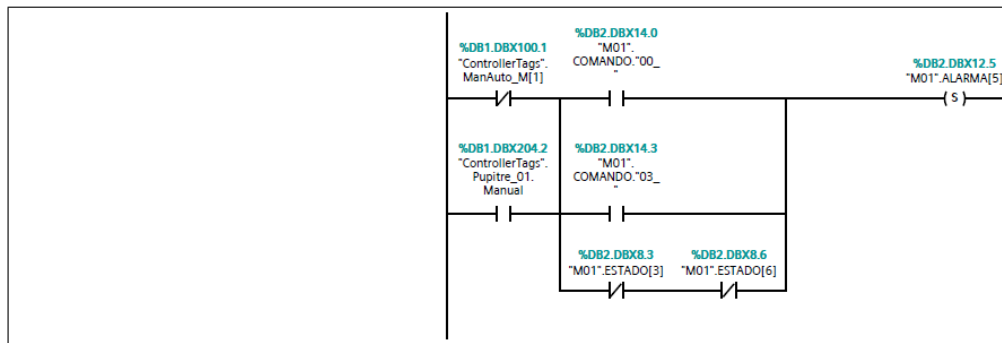 %DB1.DBX100.1
"ControllerTags".
ManAuto_M[1]
%DB2.DBX14.0
"M01".
COMANDO."00_
"
%DB2.DBX12.5
"M01".ALARMA[5]
( S )
%DB1.DBX204.2
"ControllerTags".
Pupitre_01.
Manual
%DB2.DBX14.3
"M01".
COMANDO."03_
"
%DB2.DBX8.3
"M01".ESTADO[3]
%DB2.DBX8.6
"M01".ESTADO[6]